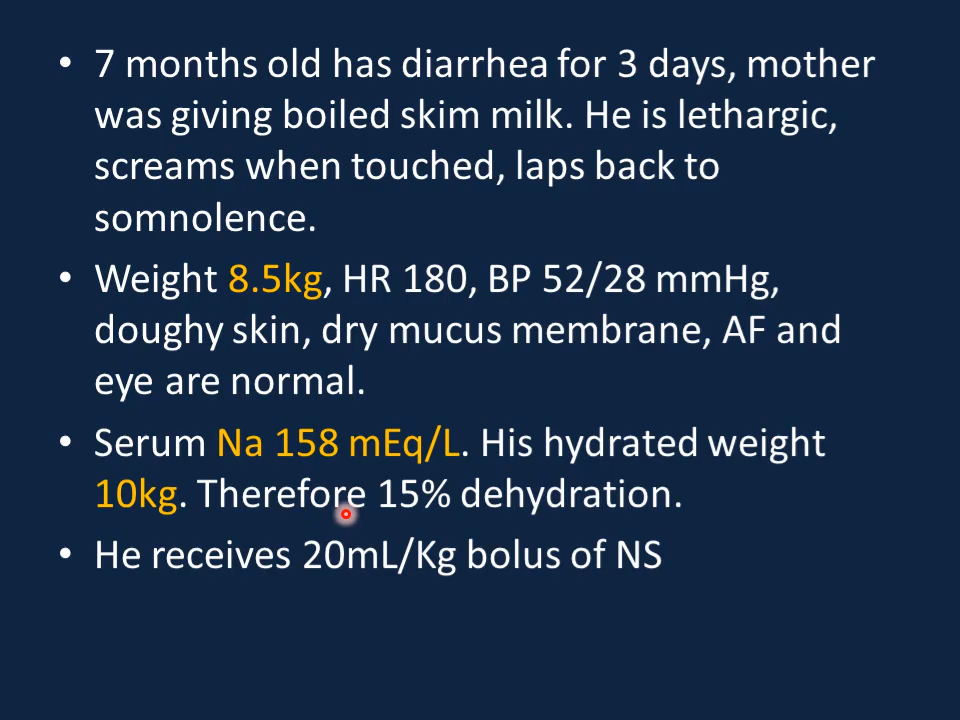 • 7 months old has diarrhea for 3 days, mother
was giving boiled skim milk. He is lethargic,
screams when touched, laps back to
somnolence.
• Weight 8.5kg, HR 180, BP 52/28 mmHg,
doughy skin, dry mucus membrane, AF and
eye are normal.
• Serum Na 158 mEq/L. His hydrated weight
10kg. Therefore 15% dehydration.
• He receives 20mL/Kg bolus of NS